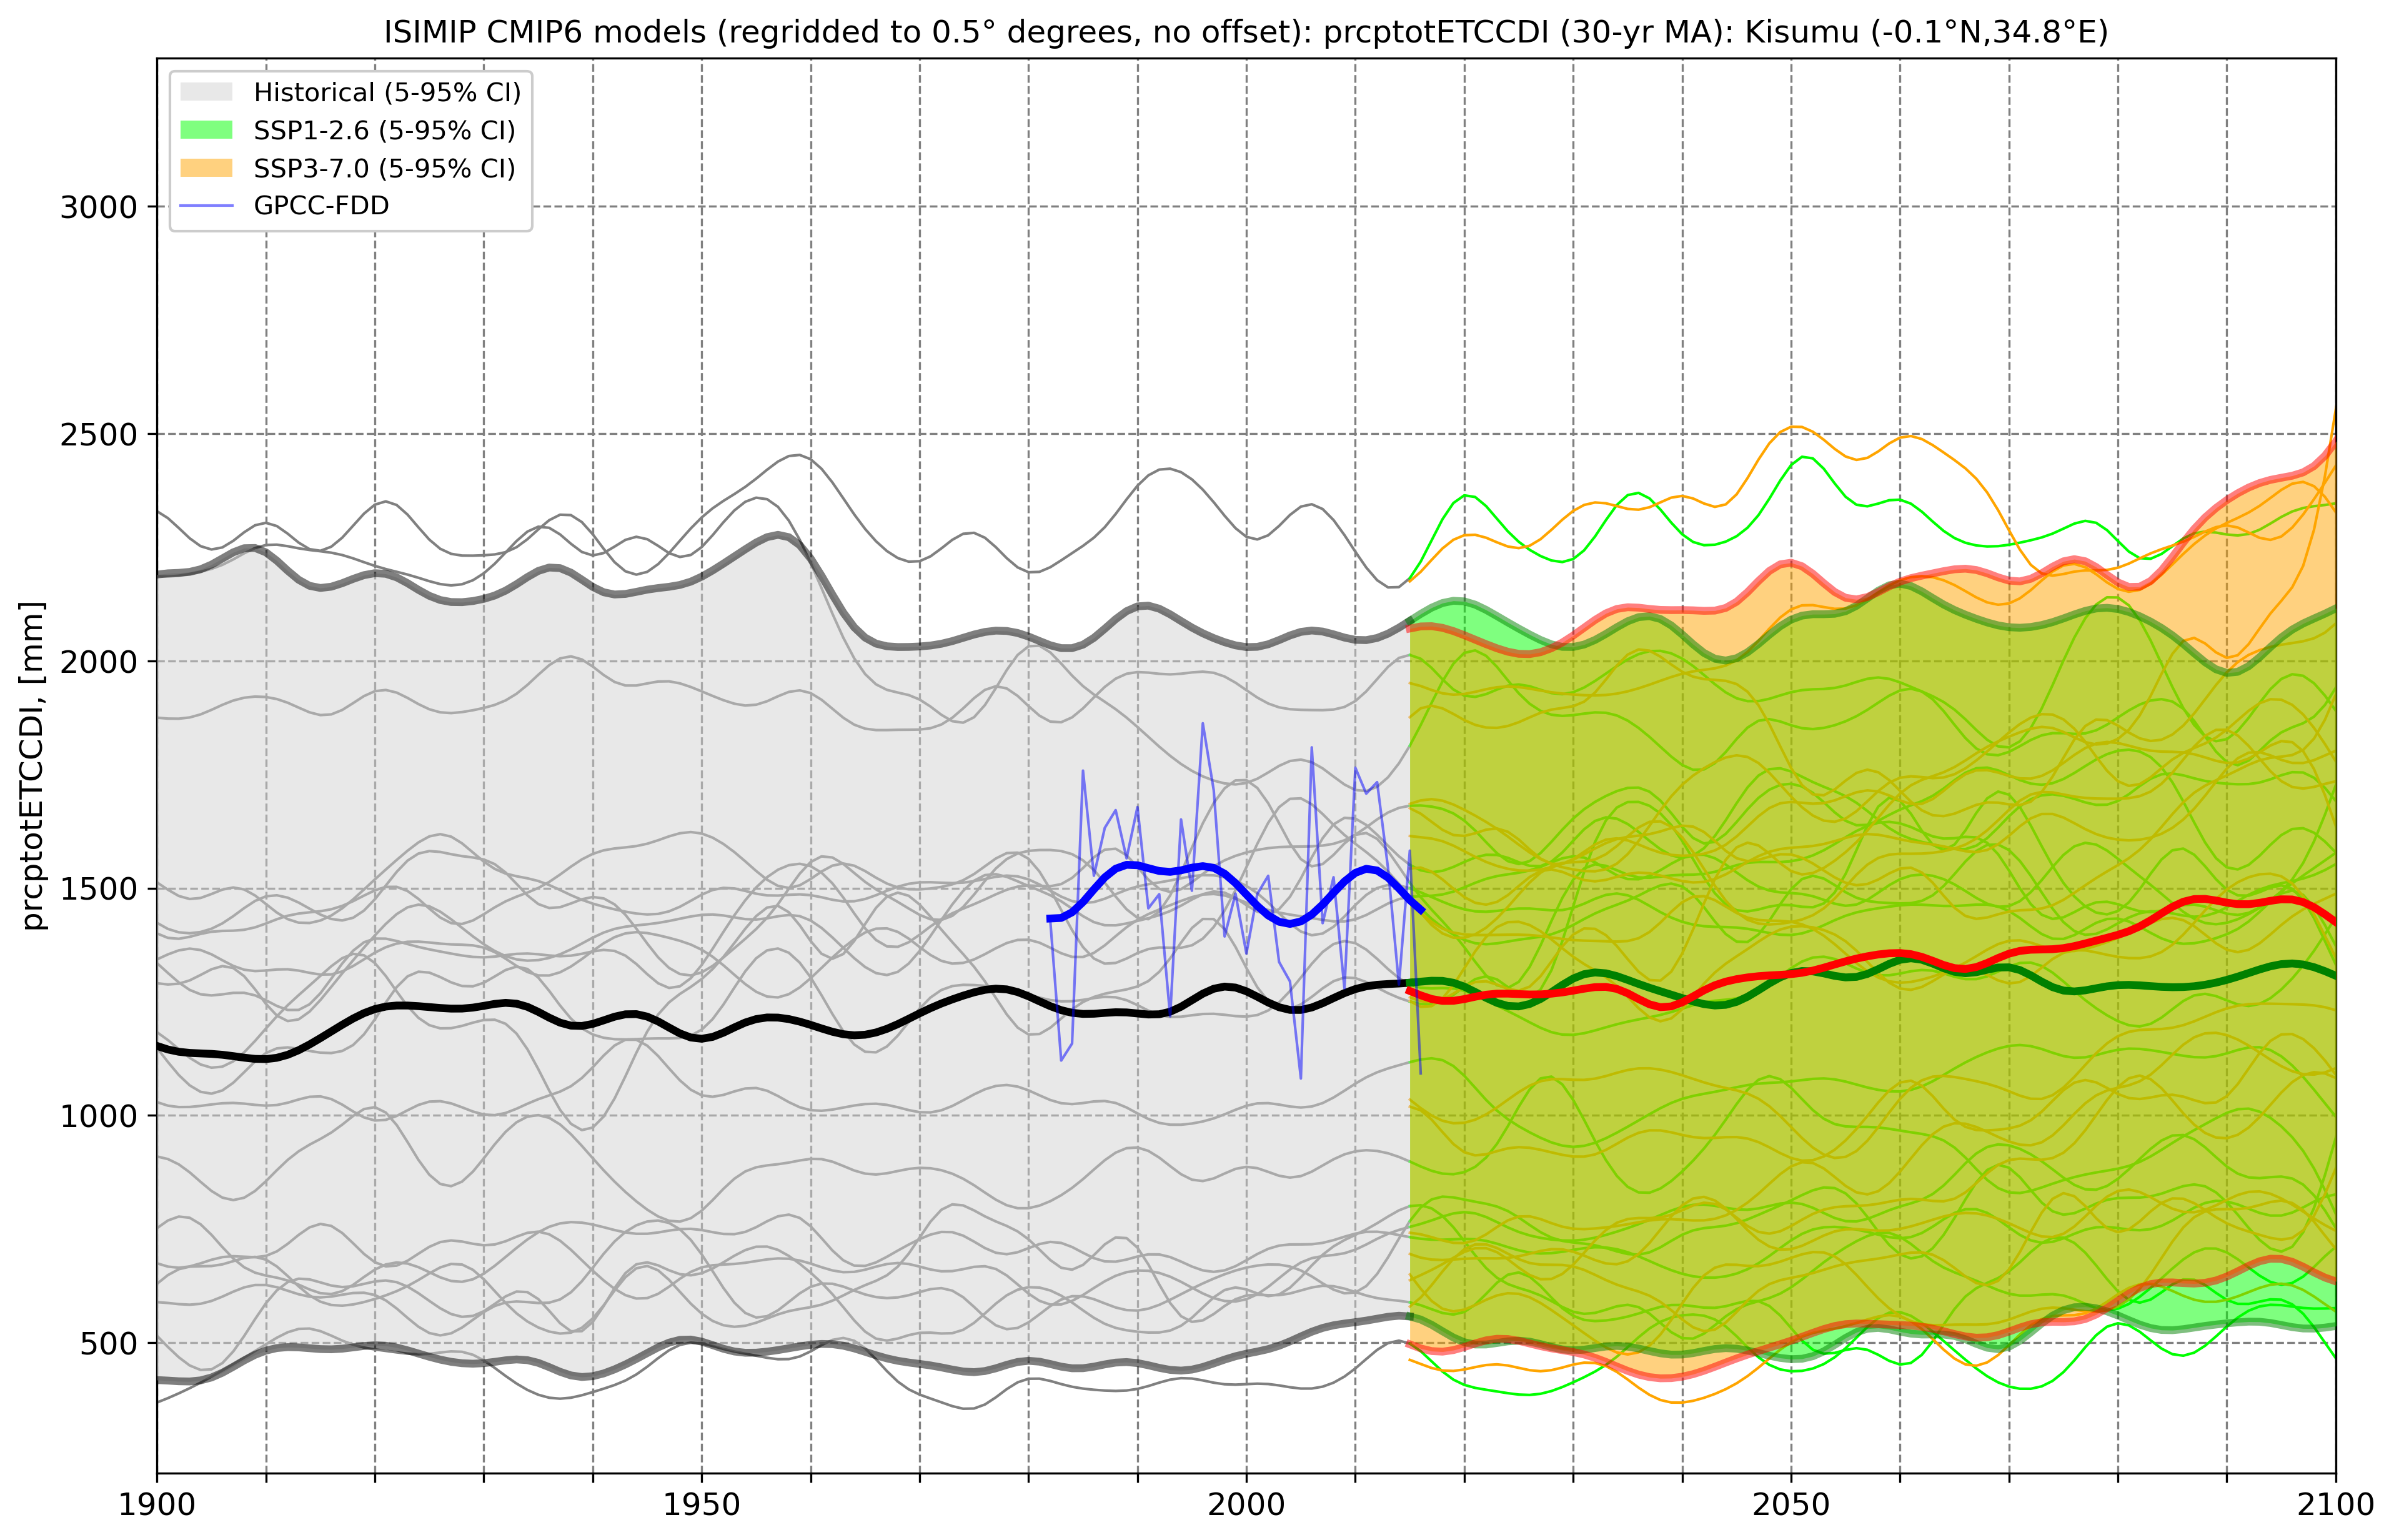 ISIMIP CMIP6 models (regridded to 0.5° degrees, no offset): prcptotETCCDI (30-yr MA): Kisumu (-0.1°N,34.8°E)
Historical (5-95% CI)
SSP1-2.6 (5-95% CI)
SSP3-7.0 (5-95% CI)
GPCC-FDD
prcptotETCCDI, [mm]
3000
2500
2000
1500
1000
500
1900
1950
2000
2050
2100